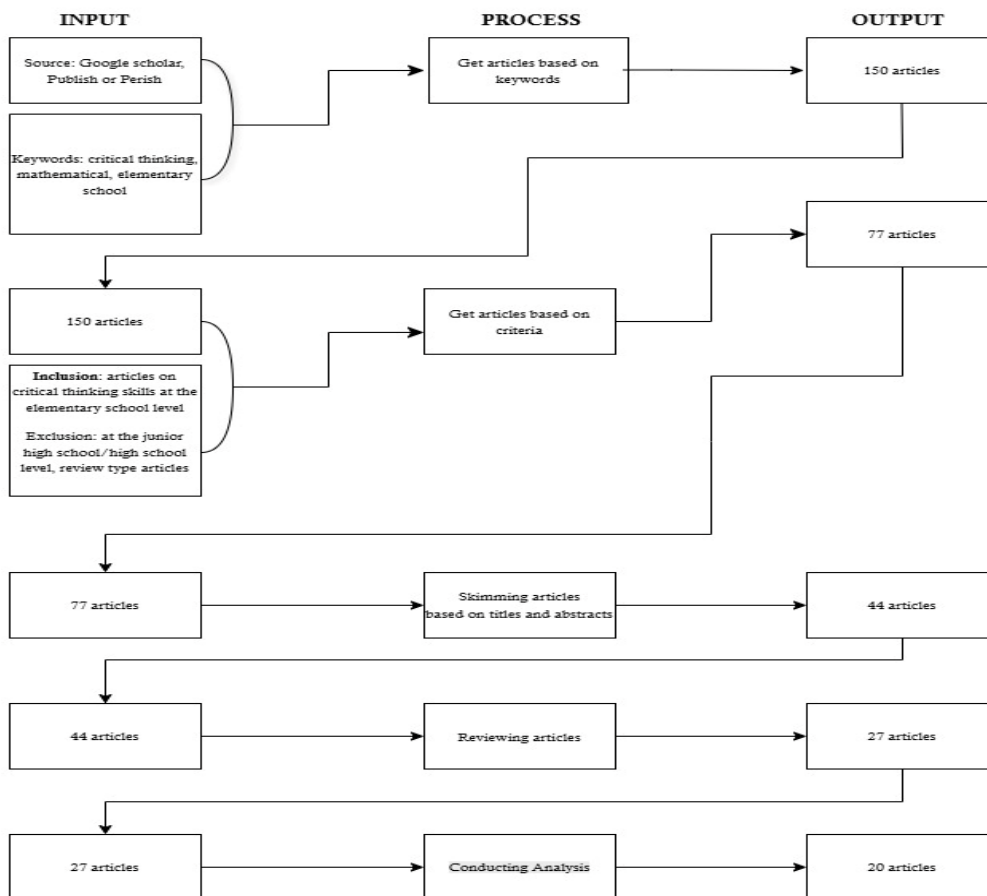 INPUT
PROCESS
OUTPUT
Source: Google scholar,
Publish or Perish
Get articles based on
keywords
150 articles
Keywords: critical thinking,
mathematical, elementary
school
77 articles
150 articles
Get articles based on
criteria
Inclusion: articles on
critical thinking skills at the
elementary school level
Exclusion: at the junior
high school/high school
level, review type articles
77 articles
Skimming articles
based on titles and abstracts
44 articles
44 articles
Reviewing articles
27 articles
27 articles
Conducting Analysis
20 articles